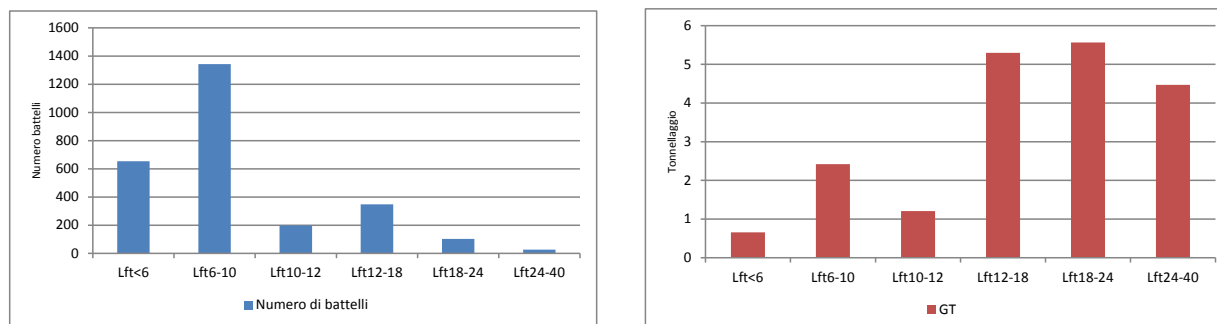 Numero battelli
1600
1400
1200
1000
800
600
400
200
0
Lft<6 Lft6-10 Lft10-12 Lft12-18 Lft18-24 Lft24-40
Numero di battelli
Tonnellaggio
6
5
4
3
2
1
0
Lft<6 Lft6-10 Lft10-12 Lft12-18 Lft18-24 Lft24-40
GT